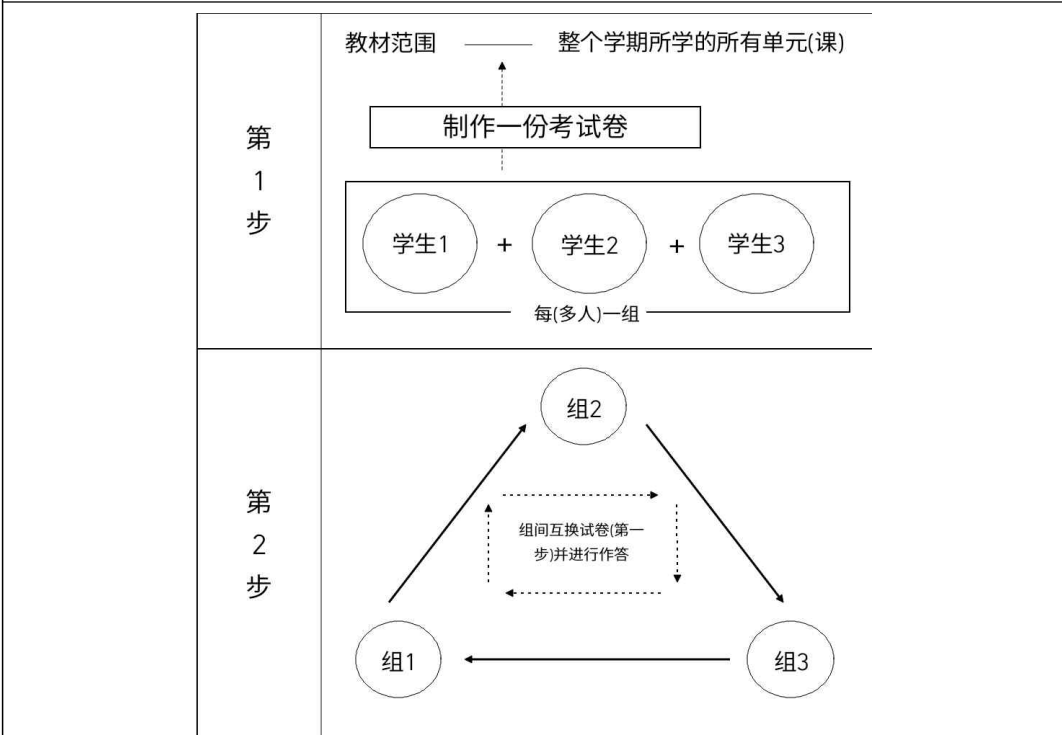 第
1
步
教材范围 整个学期所学的所有单元(课)
制作一份考试卷
学生1 + 学生2 + 学生3
每(多人)一组
第
2
步
组2
组间互换试卷(第一
步)并进行作答
组1
组3